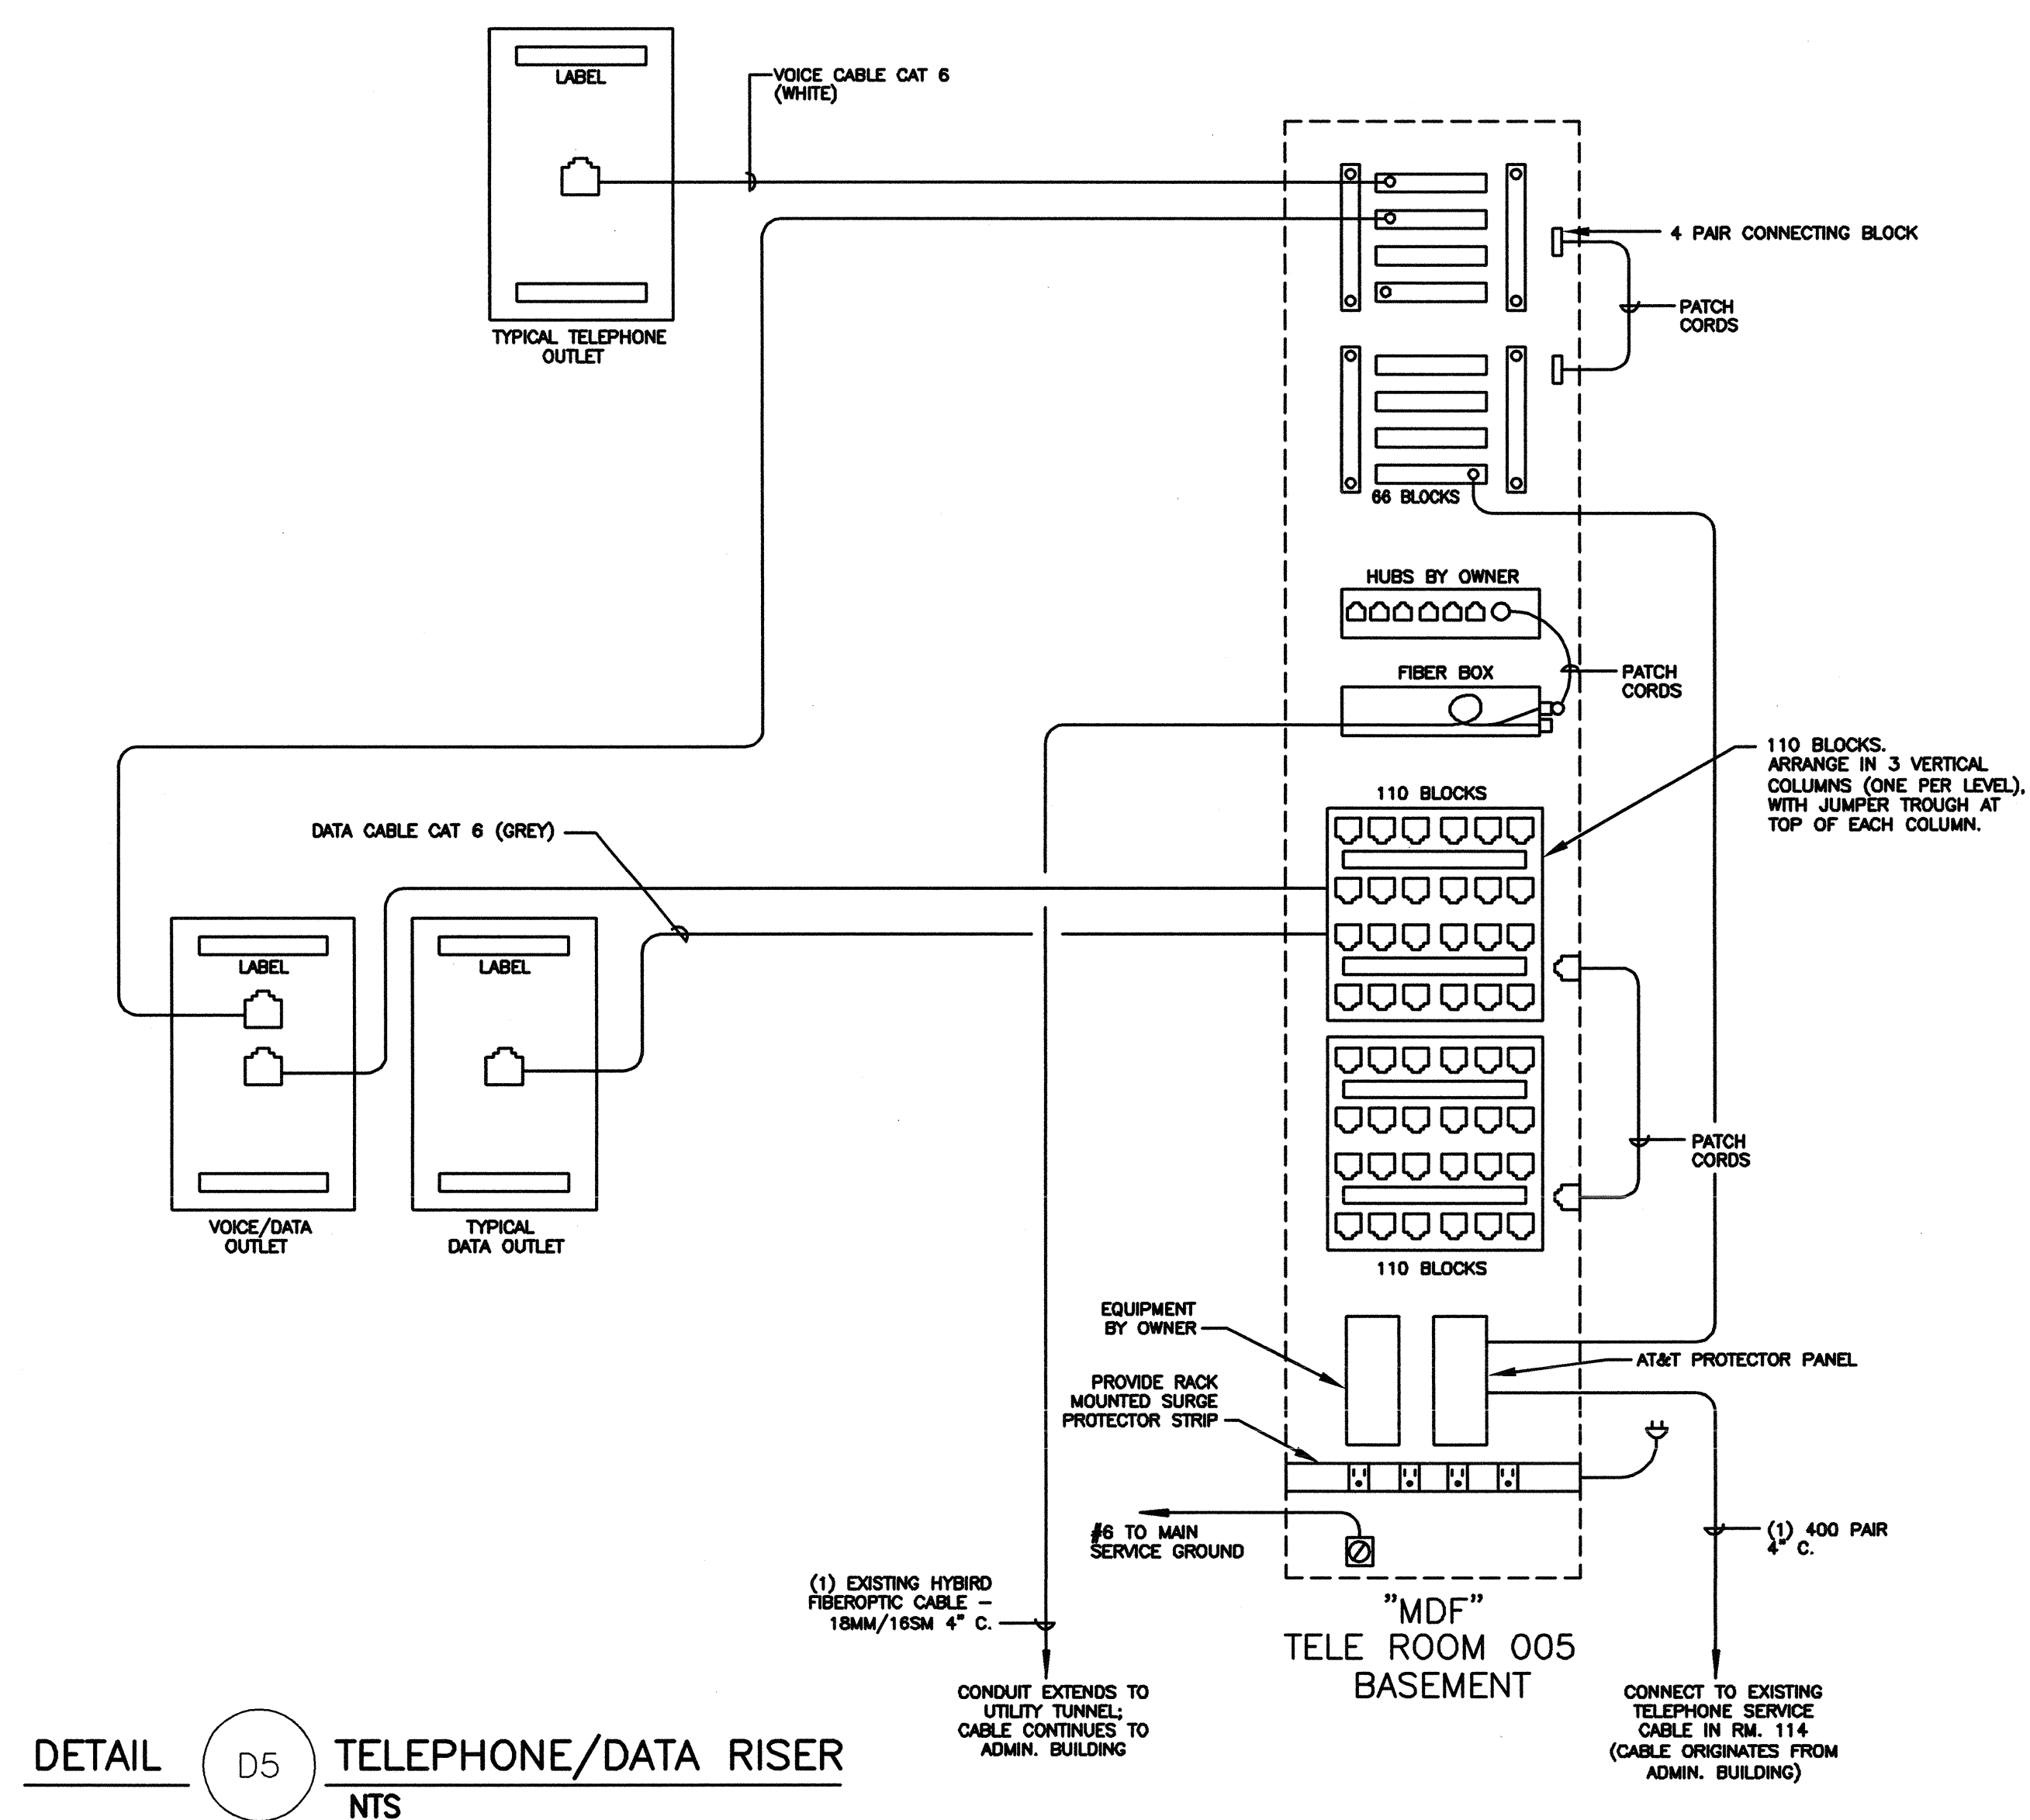 LABEL
VOICE CABLE CAT 6
(WHITE)
TYPICAL TELEPHONE
OUTLET
4 PAIR CONNECTING BLOCK
PATCH
CORDS
66 BLOCKS
HUBS BY OWNER
FIBER BOX
PATCH
CORDS
110 BLOCKS.
ARRANGE IN 3 VERTICAL
COLUMNS (ONE PER LEVEL),
WITH JUMPER TROUGH AT
TOP OF EACH COLUMN.
110 BLOCKS
DATA CABLE CAT 6 (GREY)
LABEL
LABEL
VOICE/DATA
OUTLET
TYPICAL
DATA OUTLET
PATCH
CORDS
110 BLOCKS
EQUIPMENT
BY OWNER
AT&T PROTECTOR PANEL
PROVIDE RACK
MOUNTED SURGE
PROTECTOR STRIP
#6 TO MAIN
SERVICE GROUND
(1) 400 PAIR
4" C.
(1) EXISTING HYBIRD
FIBEROPTIC CABLE –
18MM/16SM 4" C.
"MDF"
TELE ROOM 005
BASEMENT
CONDUIT EXTENDS TO
UTILITY TUNNEL;
CABLE CONTINUES TO
ADMIN. BUILDING
CONNECT TO EXISTING
TELEPHONE SERVICE
CABLE IN RM. 114
(CABLE ORIGINATES FROM
ADMIN. BUILDING)
DETAIL D5 TELEPHONE/DATA RISER
NTS